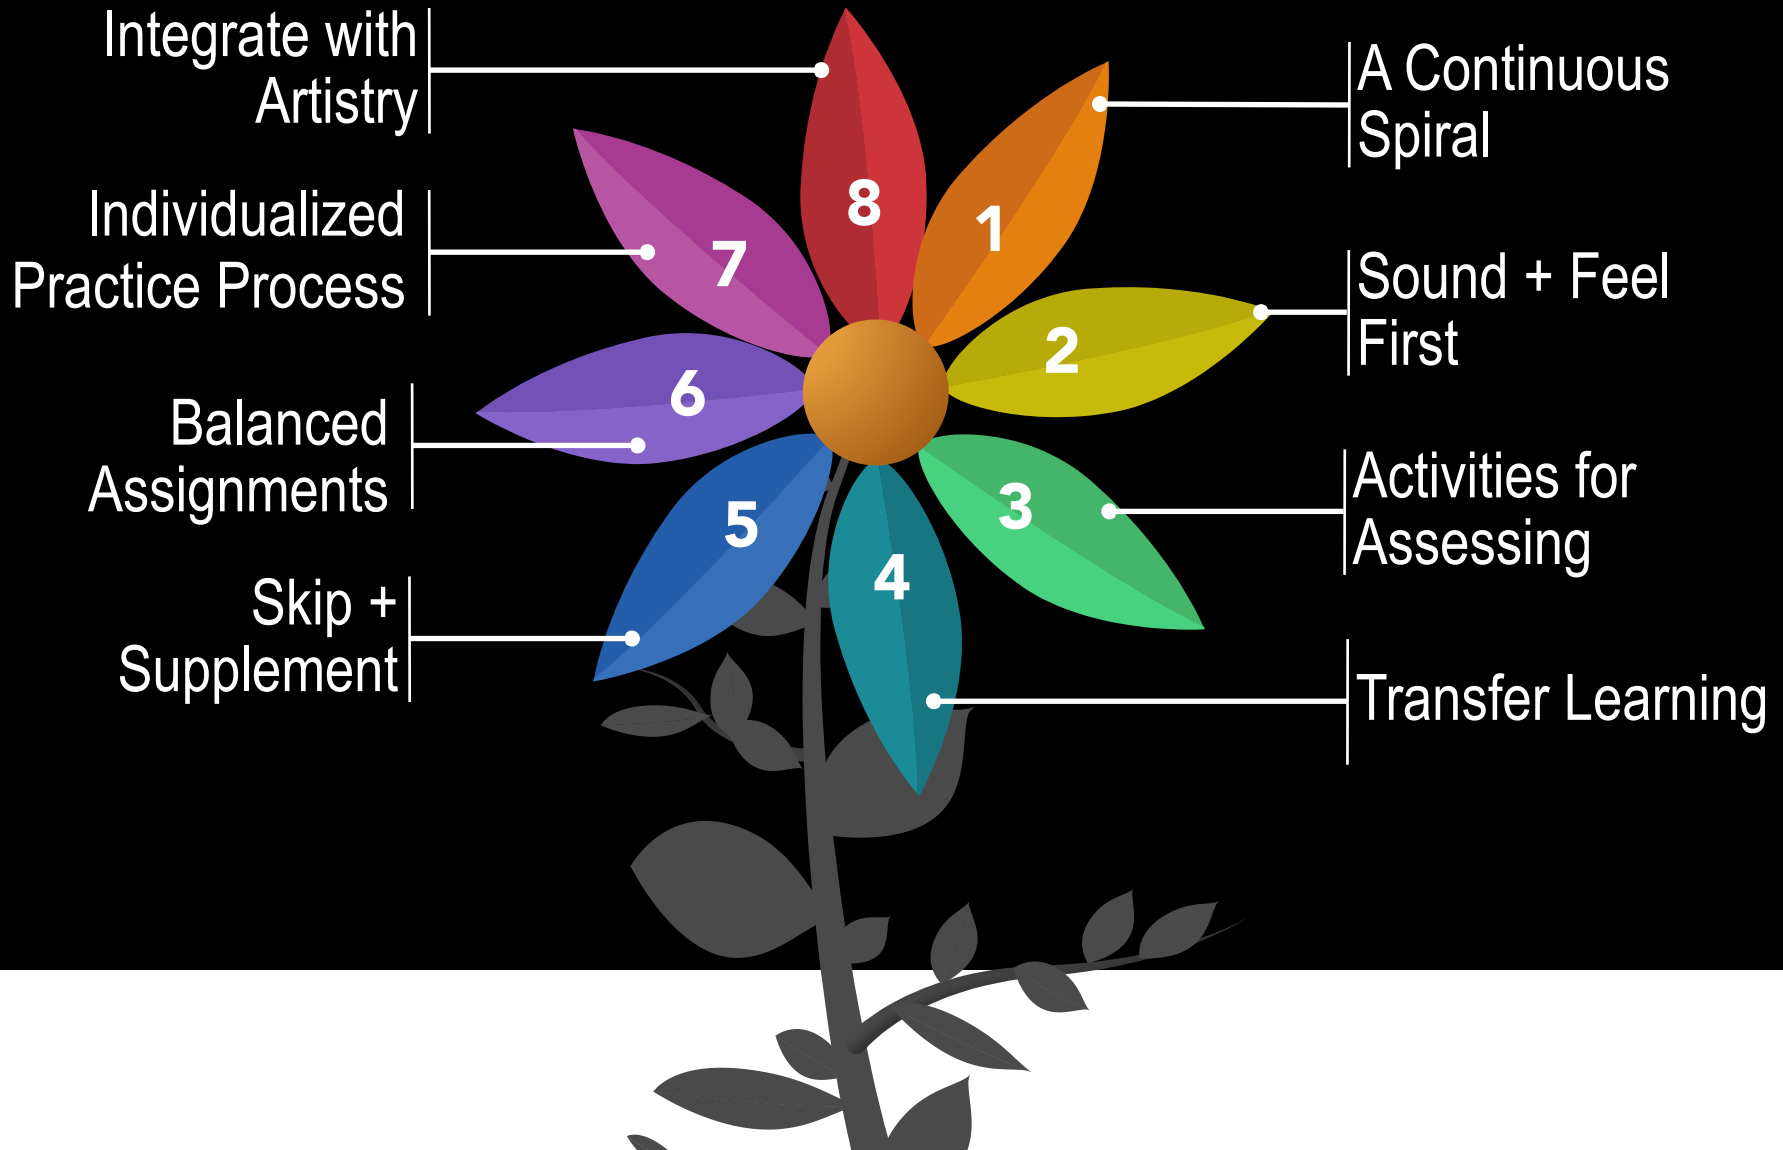 Integrate with
Artistry
Individualized
Practice Process
Balanced
Assignments
Skip +
Supplement
8
1
7
2
6
3
5
4
A Continuous
Spiral
Sound + Feel
First
Activities for
Assessing
Transfer Learning